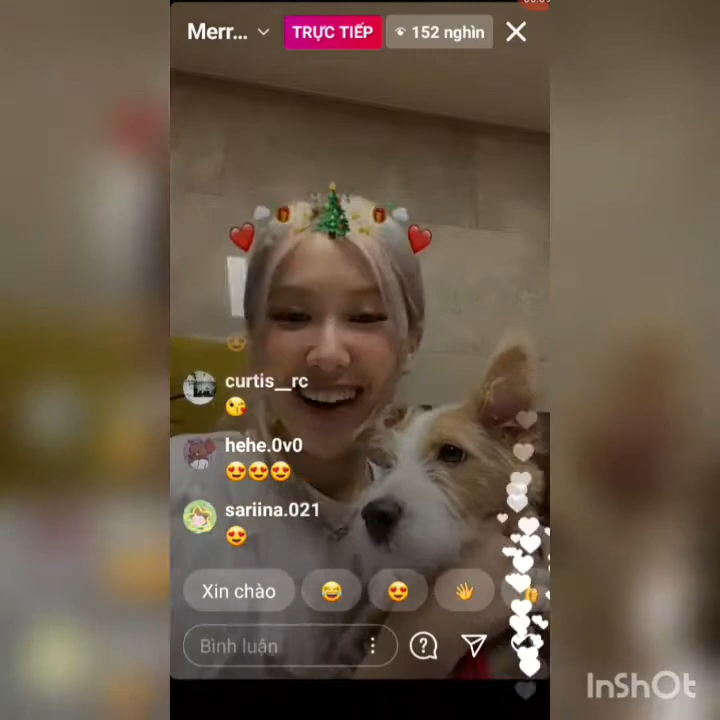 Merr...
TRỰC TIẾP
152 nghìn
curtis__rc
hehe.0v0
sariina.021
Xin chào
Bình luận
InShOt